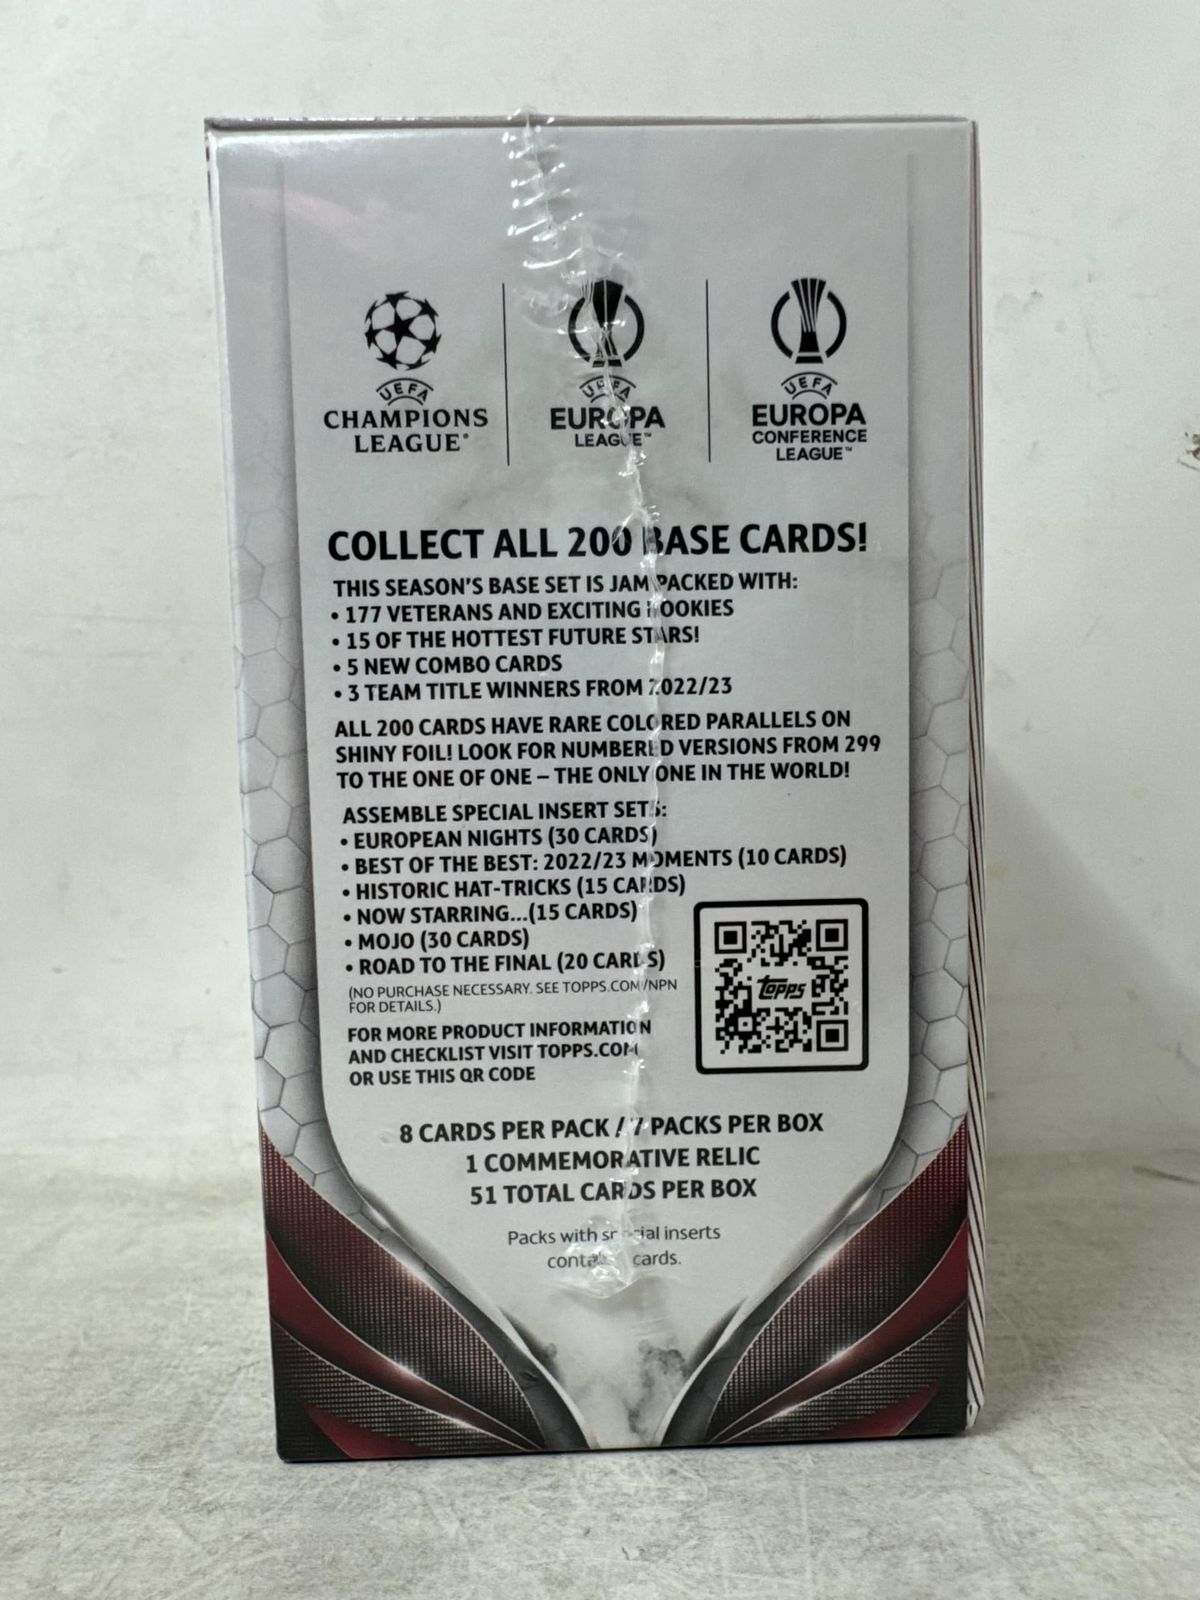 UEFA
CHAMPIONS
LEAGUE®
UEFA
EUROPA
LEAGUE™
UEFA
EUROPA
CONFERENCE
LEAGUE™
COLLECT ALL 200 BASE CARDS!
THIS SEASON'S BASE SET IS JAM PACKED WITH:
• 177 VETERANS AND EXCITING ROOKIES
• 15 OF THE HOTTEST FUTURE STARS!
• 5 NEW COMBO CARDS
• 3 TEAM TITLE WINNERS FROM 2022/23
ALL 200 CARDS HAVE RARE COLORED PARALLELS ON
SHINY FOIL! LOOK FOR NUMBERED VERSIONS FROM 299
TO THE ONE OF ONE – THE ONLY ONE IN THE WORLD!
ASSEMBLE SPECIAL INSERT SETS:
• EUROPEAN NIGHTS (30 CARDS)
• BEST OF THE BEST: 2022/23 MOMENTS (10 CARDS)
• HISTORIC HAT-TRICKS (15 CARDS)
• NOW STARRING...(15 CARDS)
• MOJO (30 CARDS)
• ROAD TO THE FINAL (20 CARDS)
(NO PURCHASE NECESSARY. SEE TOPPS.COM/NPN
FOR DETAILS.)
FOR MORE PRODUCT INFORMATION
AND CHECKLIST VISIT TOPPS.COM
OR USE THIS QR CODE
topps
8 CARDS PER PACK / 7 PACKS PER BOX
1 COMMEMORATIVE RELIC
51 TOTAL CARDS PER BOX
Packs with special inserts
cards.